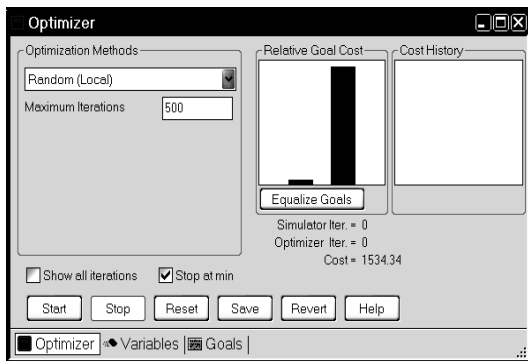 Optimizer
Optimization Methods
Random (Local)
Maximum Iterations 500
Relative Goal Cost
Equalize Goals
Cost History
Simulator Iter. = 0
Optimizer Iter. = 0
Cost = 1534.34
Show all iterations Stop at min
Start Stop Reset Save Revert Help
Optimizer Variables Goals